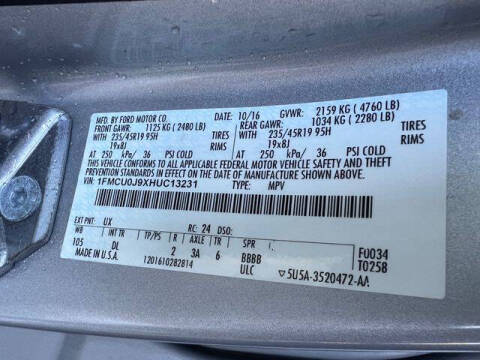 MFD. BY FORD MOTOR CO. 10/16 GVWR: 2159 KG (4760 LB)
FRONT GAWR: 1125 KG (2480 LB) REAR GAWR: 1034 KG (2280 LB)
WITH 235/45R19 95H TIRES WITH 235/45R19 95H TIRES
19x8J RIMS 19x8J RIMS
AT 250 kPa/ 36 PSI COLD AT 250 kPa/ 36 PSI COLD
THIS VEHICLE CONFORMS TO ALL APPLICABLE FEDERAL MOTOR VEHICLE SAFETY AND THEFT
PREVENTION STANDARDS IN EFFECT ON THE DATE OF MANUFACTURE SHOWN ABOVE.
VIN: 1FMCU0J9XHUC13231 TYPE: MPV
EXT PNT: UX RC: 24 DSO:
WB INT TR TP/PS R AXLE TR SPR F0034
105 DL 2 3A 6 BBBB T0258
MADE IN U.S.A. 1201610282814 ULC 5U5A-3520472-AA